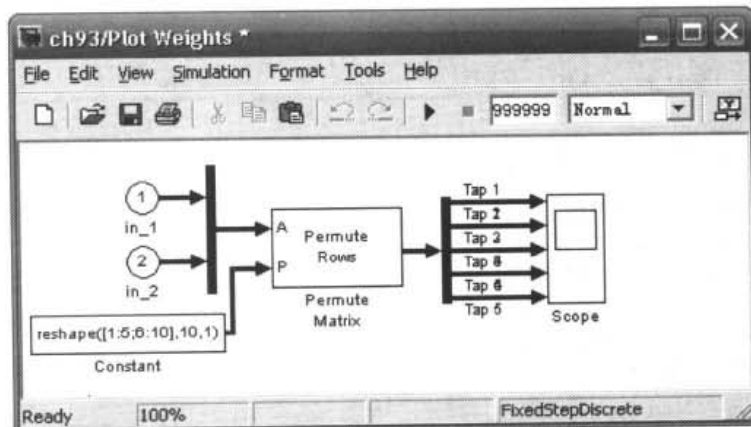 ch93/Plot Weights *
File Edit View Simulation Format Tools Help
999999 Normal
1
in_1
2
in_2
A
P
Permute
Rows
Permute
Matrix
reshape([1:5;6:10],10,1)
Constant
Tap 1
Tap 2
Tap 3
Tap 4
Tap 5
Scope
Ready 100% FixedStepDiscrete